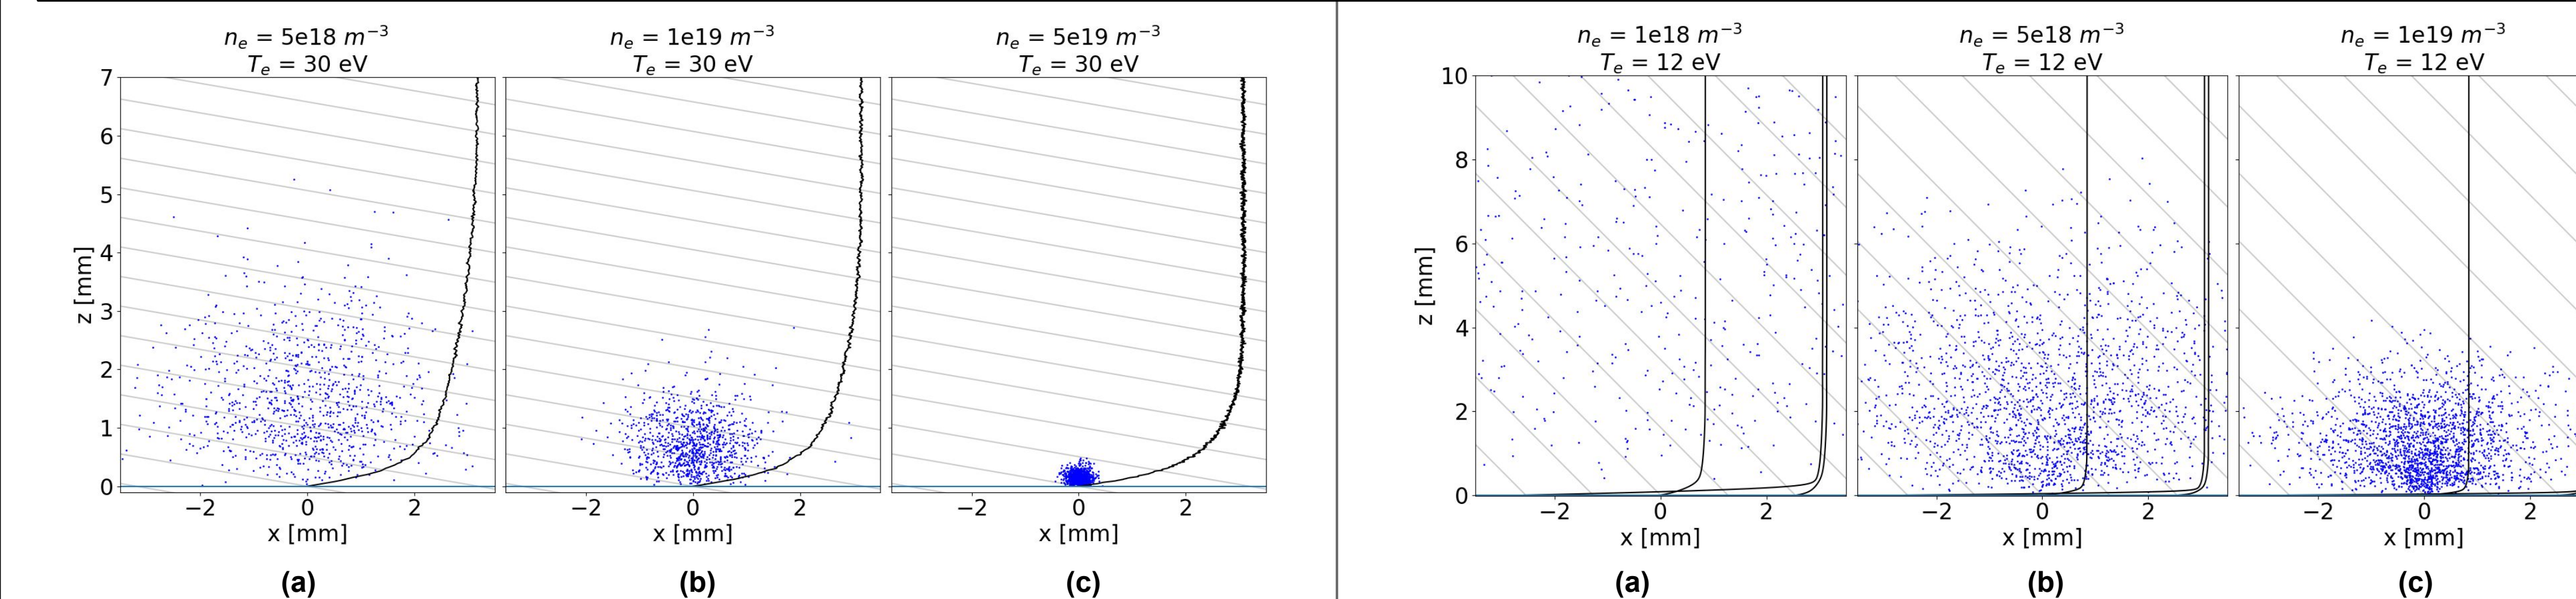 n_e = 5e18 m^{-3}
T_e = 30 eV
n_e = 1e19 m^{-3}
T_e = 30 eV
n_e = 5e19 m^{-3}
T_e = 30 eV
z [mm]
7
6
5
4
3
2
1
0
−2 0 2
−2 0 2
−2 0 2
x [mm]
x [mm]
x [mm]
(a)
(b)
(c)
n_e = 1e18 m^{-3}
T_e = 12 eV
n_e = 5e18 m^{-3}
T_e = 12 eV
n_e = 1e19 m^{-3}
T_e = 12 eV
z [mm]
10
8
6
4
2
0
−2 0 2
−2 0 2
−2 0 2
x [mm]
x [mm]
x [mm]
(a)
(b)
(c)